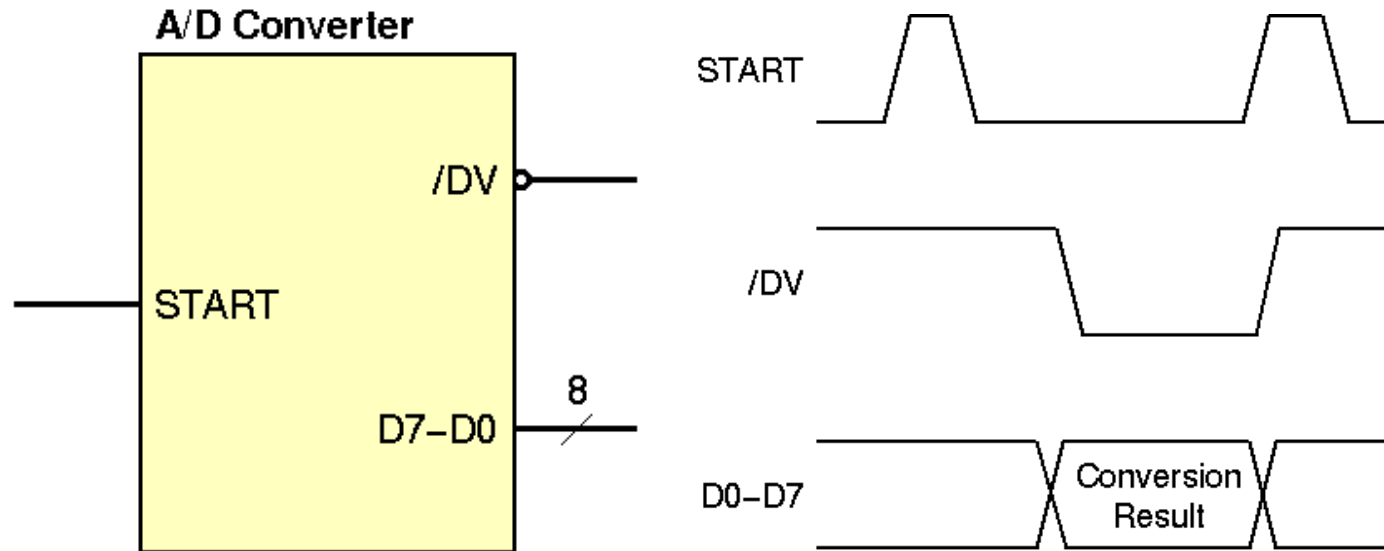 A/D Converter
/DV
START
8
D7–D0
START
/DV
D0–D7
Conversion
Result